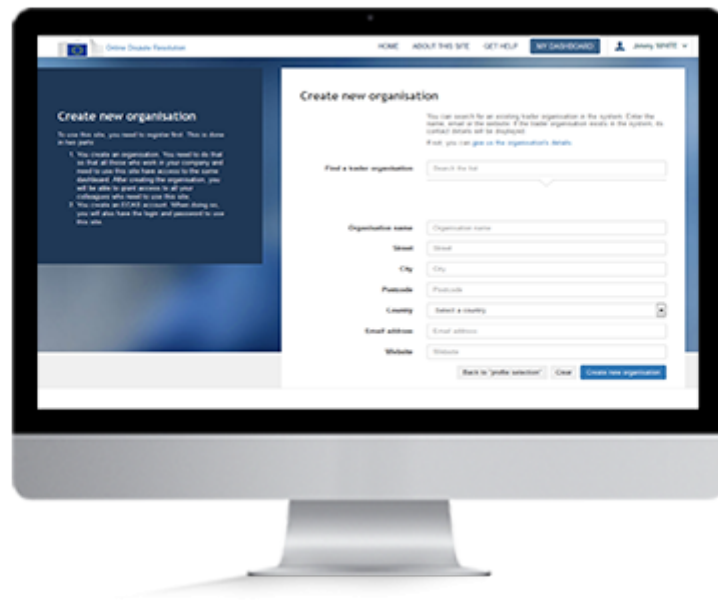 Online Dispute Resolution
HOME ABOUT THIS SITE GET HELP MY DASHBOARD Jimmy WHITE
Create new organisation
To use this site, you need to register first. This is done
in two parts:
1. You create an organisation. You need to do that
so that all those who work in your company and
need to use this site have access to the same
dashboard. After creating the organisation, you
will be able to grant access to all your
colleagues who need to use this site.
2. You create an ECAS account. When doing so,
you will also have the login and password to use
this site.
Create new organisation
You can search for an existing trader organisation in the system. Enter the
name, email or the website. If the trader organisation exists in the system, its
contact details will be displayed.
If not, you can give us the organisation's details.
Find a trader organisation Search the list
Organisation name Organisation name
Street Street
City City
Postcode Postcode
Country Select a country
Email address Email address
Website Website
Back to "profile selection" Clear Create new organisation